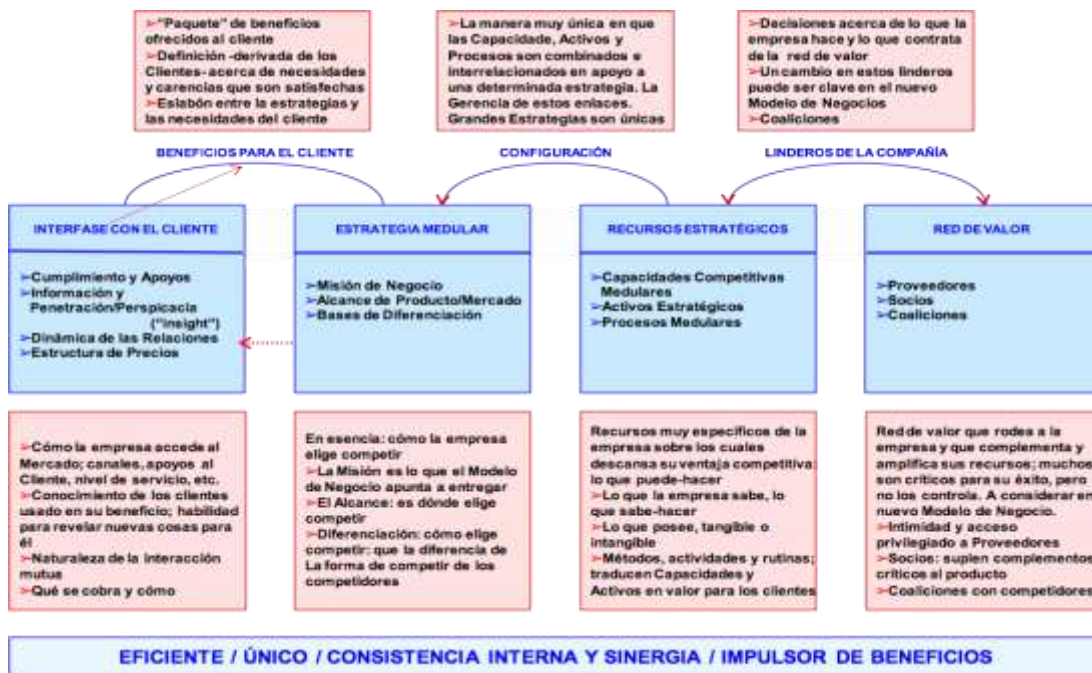 ➢"Paquete" de beneficios
ofrecidos al cliente
➢Definición -derivada de los
Clientes- acerca de necesidades
y carencias que son satisfechas
➢Eslabón entre la estrategias y
las necesidades del cliente
➢La manera muy única en que
las Capacidade, Activos y
Procesos son combinados e
interrelacionados en apoyo a
una determinada estrategia. La
Gerencia de estos enlaces.
Grandes Estrategias son únicas
➢Decisiones acerca de lo que la
empresa hace y lo que contrata
de la red de valor
➢Un cambio en estos linderos
puede ser clave en el nuevo
Modelo de Negocios
➢Coaliciones
BENEFICIOS PARA EL CLIENTE
CONFIGURACIÓN
LINDEROS DE LA COMPAÑÍA
INTERFASE CON EL CLIENTE
➢Cumplimiento y Apoyos
➢Información y
Penetración/Perspicacia
("insight")
➢Dinámica de las Relaciones
➢Estructura de Precios
ESTRATEGIA MEDULAR
➢Misión de Negocio
➢Alcance de Producto/Mercado
➢Bases de Diferenciación
RECURSOS ESTRATÉGICOS
➢Capacidades Competitivas
Medulares
➢Activos Estratégicos
➢Procesos Medulares
RED DE VALOR
➢Proveedores
➢Socios
➢Coaliciones
➢Cómo la empresa accede al
Mercado; canales, apoyos al
Cliente, nivel de servicio, etc.
➢Conocimiento de los clientes
usado en su beneficio; habilidad
para revelar nuevas cosas para
él
➢Naturaleza de la interacción
mutua
➢Qué se cobra y cómo
En esencia: cómo la empresa
elige competir
➢La Misión es lo que el Modelo
de Negocio apunta a entregar
➢El Alcance: es dónde elige
competir
➢Diferenciación: cómo elige
competir: que la diferencia de
La forma de competir de los
competidores
Recursos muy específicos de la
empresa sobre los cuales
descansa su ventaja competitiva:
lo que puede-hacer
➢Lo que la empresa sabe, lo
que sabe-hacer
➢Lo que posee, tangible o
intangible
➢Métodos, actividades y rutinas;
traducen Capacidades y
Activos en valor para los clientes
Red de valor que rodea a la
empresa y que complementa y
amplifica sus recursos; muchos
son críticos para su éxito, pero
no los controla. A considerar en
nuevo Modelo de Negocio.
➢Intimidad y acceso
privilegiado a Proveedores
➢Socios: suplen complementos
críticos al producto
➢Coaliciones con competidores
EFICIENTE / ÚNICO / CONSISTENCIA INTERNA Y SINERGIA / IMPULSOR DE BENEFICIOS